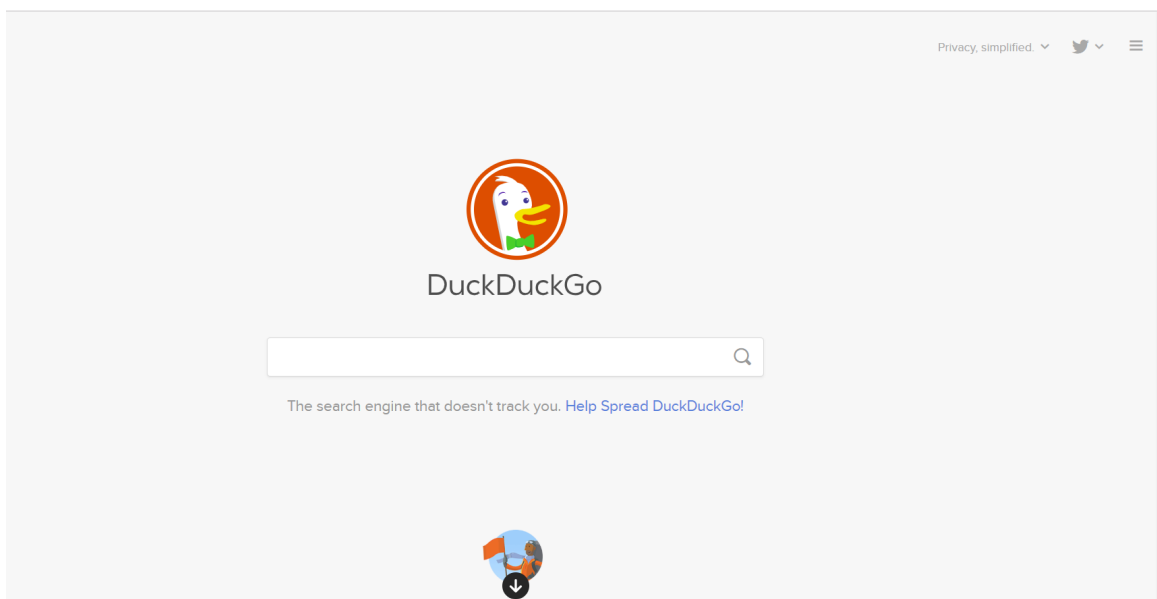 Privacy, simplified.
DuckDuckGo
The search engine that doesn't track you. Help Spread DuckDuckGo!